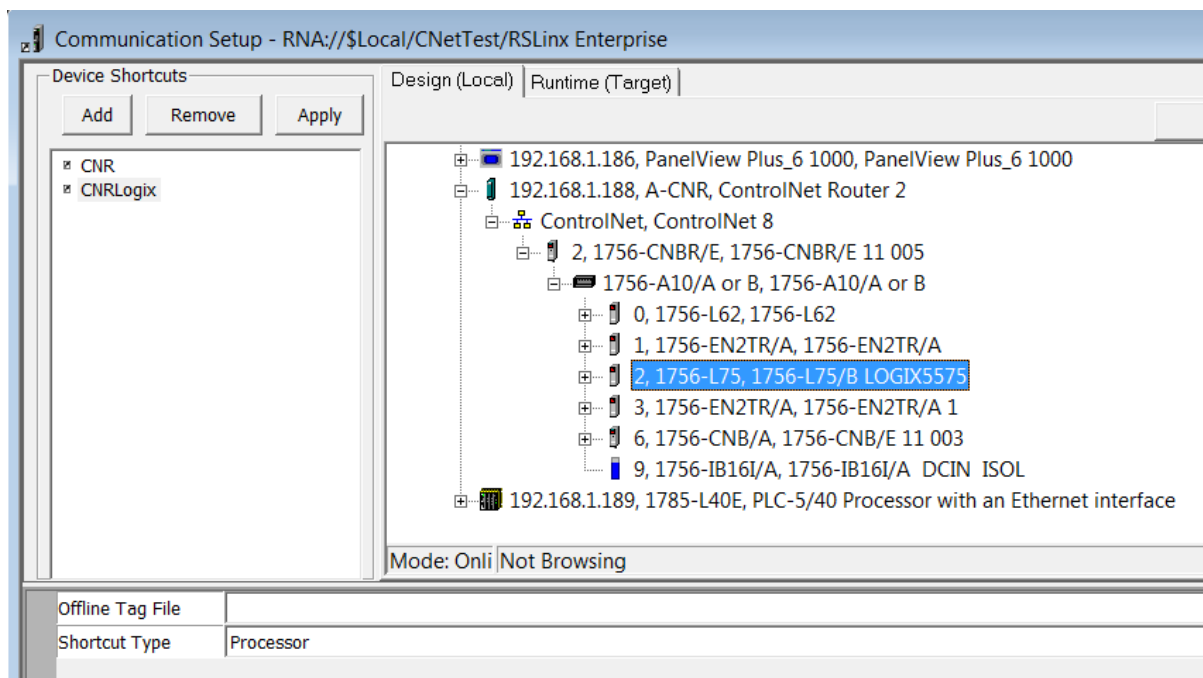 Communication Setup - RNA://$Local/CNetTest/RSLinx Enterprise
Device Shortcuts
Add Remove Apply
CNR
CNRLogix
Design (Local) Runtime (Target)
192.168.1.186, PanelView Plus_6 1000, PanelView Plus_6 1000
192.168.1.188, A-CNR, ControlNet Router 2
ControlNet, ControlNet 8
2, 1756-CNBR/E, 1756-CNBR/E 11 005
1756-A10/A or B, 1756-A10/A or B
0, 1756-L62, 1756-L62
1, 1756-EN2TR/A, 1756-EN2TR/A
2, 1756-L75, 1756-L75/B LOGIX5575
3, 1756-EN2TR/A, 1756-EN2TR/A 1
6, 1756-CNB/A, 1756-CNB/E 11 003
9, 1756-IB16I/A, 1756-IB16I/A DCIN ISOL
192.168.1.189, 1785-L40E, PLC-5/40 Processor with an Ethernet interface
Mode: Onli Not Browsing
Offline Tag File
Shortcut Type Processor